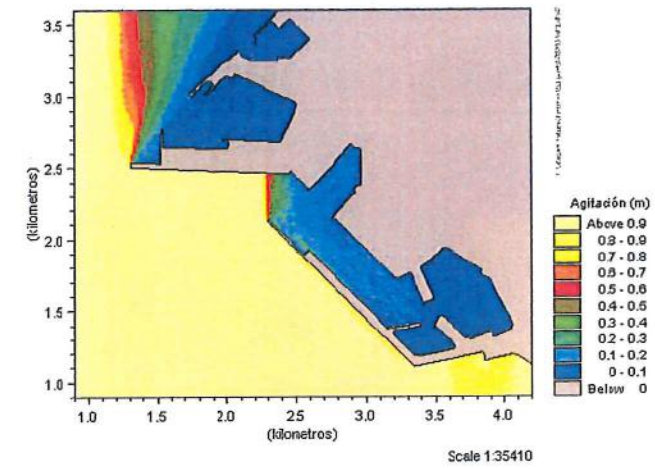 3.5
3.0
2.5
2.0
1.5
1.0
(kilometros)
1.0 1.5 2.0 2.5 3.0 3.5 4.0
(kilometros)
Scale 1:35410
Agitación (m)
Above 0.9
0.8 - 0.9
0.7 - 0.8
0.6 - 0.7
0.5 - 0.6
0.4 - 0.5
0.3 - 0.4
0.2 - 0.3
0.1 - 0.2
0 - 0.1
Below 0